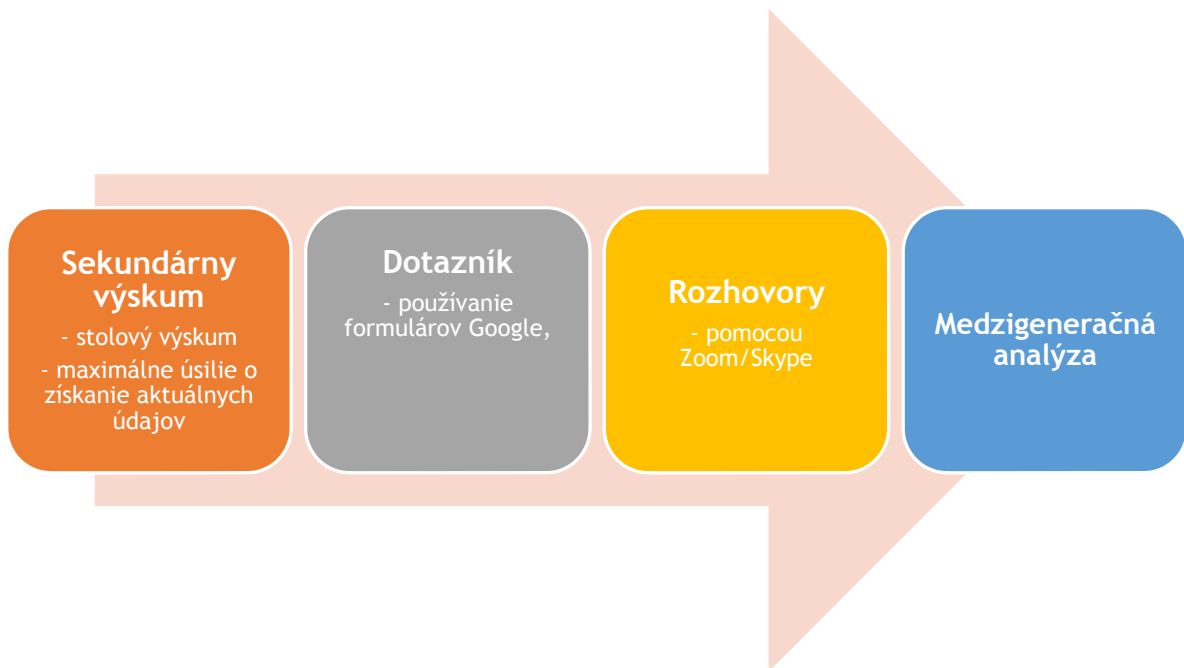 Sekundárny
výskum
- stolový výskum
- maximálne úsilie o
získanie aktuálnych
údajov
Dotazník
- používanie
formulárov Google,
Rozhovory
- pomocou
Zoom/Skype
Medzigeneračná
analýza